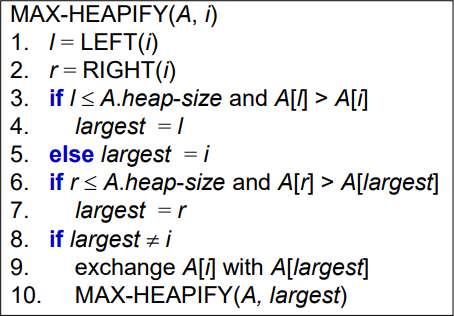 MAX-HEAPIFY(A, i)
1. l = LEFT(i)
2. r = RIGHT(i)
3. if l ≤ A.heap-size and A[l] > A[i]
4. largest = l
5. else largest = i
6. if r ≤ A.heap-size and A[r] > A[largest]
7. largest = r
8. if largest ≠ i
9. exchange A[i] with A[largest]
10. MAX-HEAPIFY(A, largest)